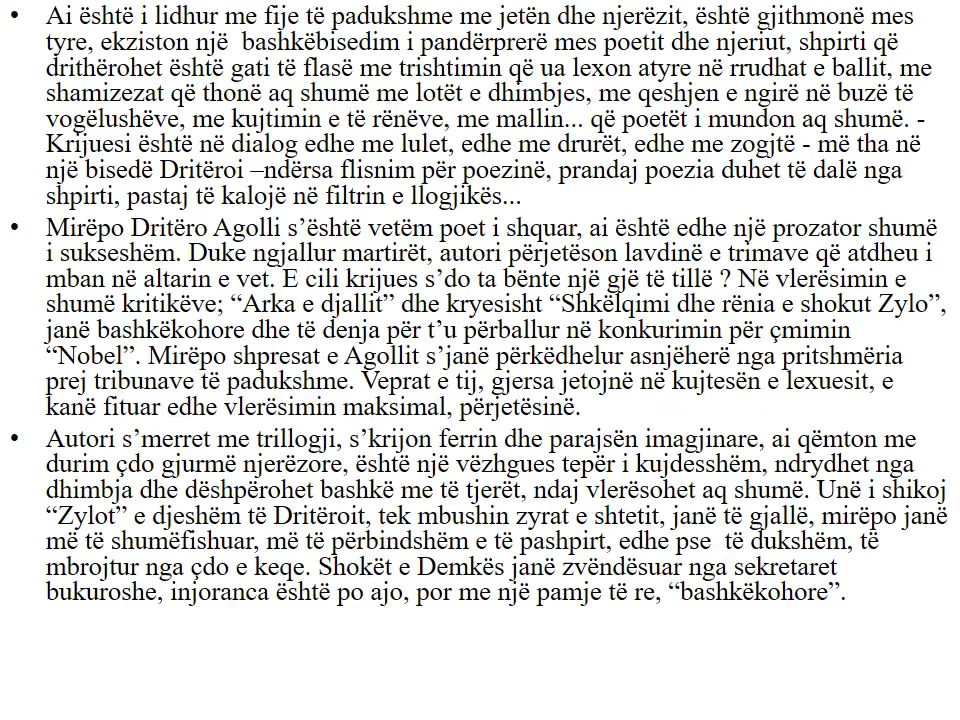 • Ai është i lidhur me fije të padukshme me jetën dhe njerëzit, është gjithmonë mes
tyre, ekziston një  bashkëbisedim i pandërprerë mes poetit dhe njeriut, shpirti që
drithërohet është gati të flasë me trishtimin që ua lexon atyre në rrudhat e ballit, me
shamizezat që thonë aq shumë me lotët e dhimbjes, me qeshjen e ngirë në buzë të
vogëlushëve, me kujtimin e të rënëve, me mallin... që poetët i mundon aq shumë. -
Krijuesi është në dialog edhe me lulet, edhe me drurët, edhe me zogjtë - më tha në
një bisedë Dritëroi –ndërsa flisnim për poezinë, prandaj poezia duhet të dalë nga
shpirti, pastaj të kalojë në filtrin e llogjikës...
• Mirëpo Dritëro Agolli s’është vetëm poet i shquar, ai është edhe një prozator shumë
i sukseshëm. Duke ngjallur martirët, autori përjetëson lavdinë e trimave që atdheu i
mban në altarin e vet. E cili krijues s’do ta bënte një gjë të tillë ? Në vlerësimin e
shumë kritikëve; “Arka e djallit” dhe kryesisht “Shkëlqimi dhe rënia e shokut Zylo”,
janë bashkëkohore dhe të denja për t’u përballur në konkurimin për çmimin
“Nobel”. Mirëpo shpresat e Agollit s’janë përkëdhelur asnjëherë nga pritshmëria
prej tribunave të padukshme. Veprat e tij, gjersa jetojnë në kujtesën e lexuesit, e
kanë fituar edhe vlerësimin maksimal, përjetësinë.
• Autori s’merret me trillogji, s’krijon ferrin dhe parajsën imagjinare, ai qëmton me
durim çdo gjurmë njerëzore, është një vëzhgues tepër i kujdesshëm, ndrydhet nga
dhimbja dhe dëshpërohet bashkë me të tjerët, ndaj vlerësohet aq shumë. Unë i shikoj
“Zylot” e djeshëm të Dritëroit, tek mbushin zyrat e shtetit, janë të gjallë, mirëpo janë
më të shumëfishuar, më të përbindshëm e të pashpirt, edhe pse  të dukshëm, të
mbrojtur nga çdo e keqe. Shokët e Demkës janë zvëndësuar nga sekretaret
bukuroshe, injoranca është po ajo, por me një pamje të re, “bashkëkohore”.